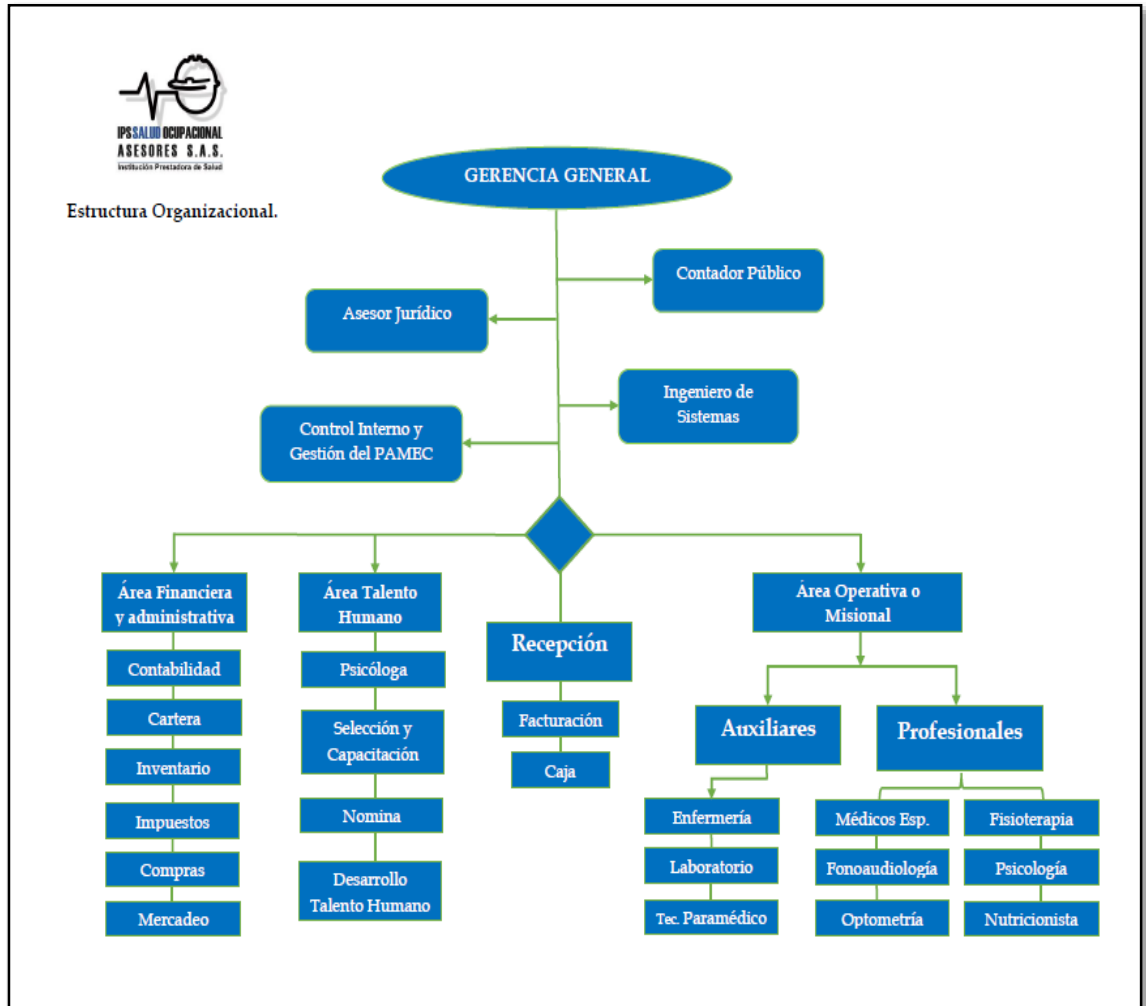 IPSSALUD OCUPACIONAL
ASESORES S.A.S.
Institución Prestadora de Salud
Estructura Organizacional.
GERENCIA GENERAL
Contador Público
Asesor Jurídico
Ingeniero de
Sistemas
Control Interno y
Gestión del PAMEC
Área Financiera
y administrativa
Contabilidad
Cartera
Inventario
Impuestos
Compras
Mercadeo
Área Talento
Humano
Psicóloga
Selección y
Capacitación
Nomina
Desarrollo
Talento Humano
Recepción
Facturación
Caja
Área Operativa o
Misional
Auxiliares
Enfermería
Laboratorio
Tec. Paramédico
Profesionales
Médicos Esp.
Fonoaudiología
Optometría
Fisioterapia
Psicología
Nutricionista